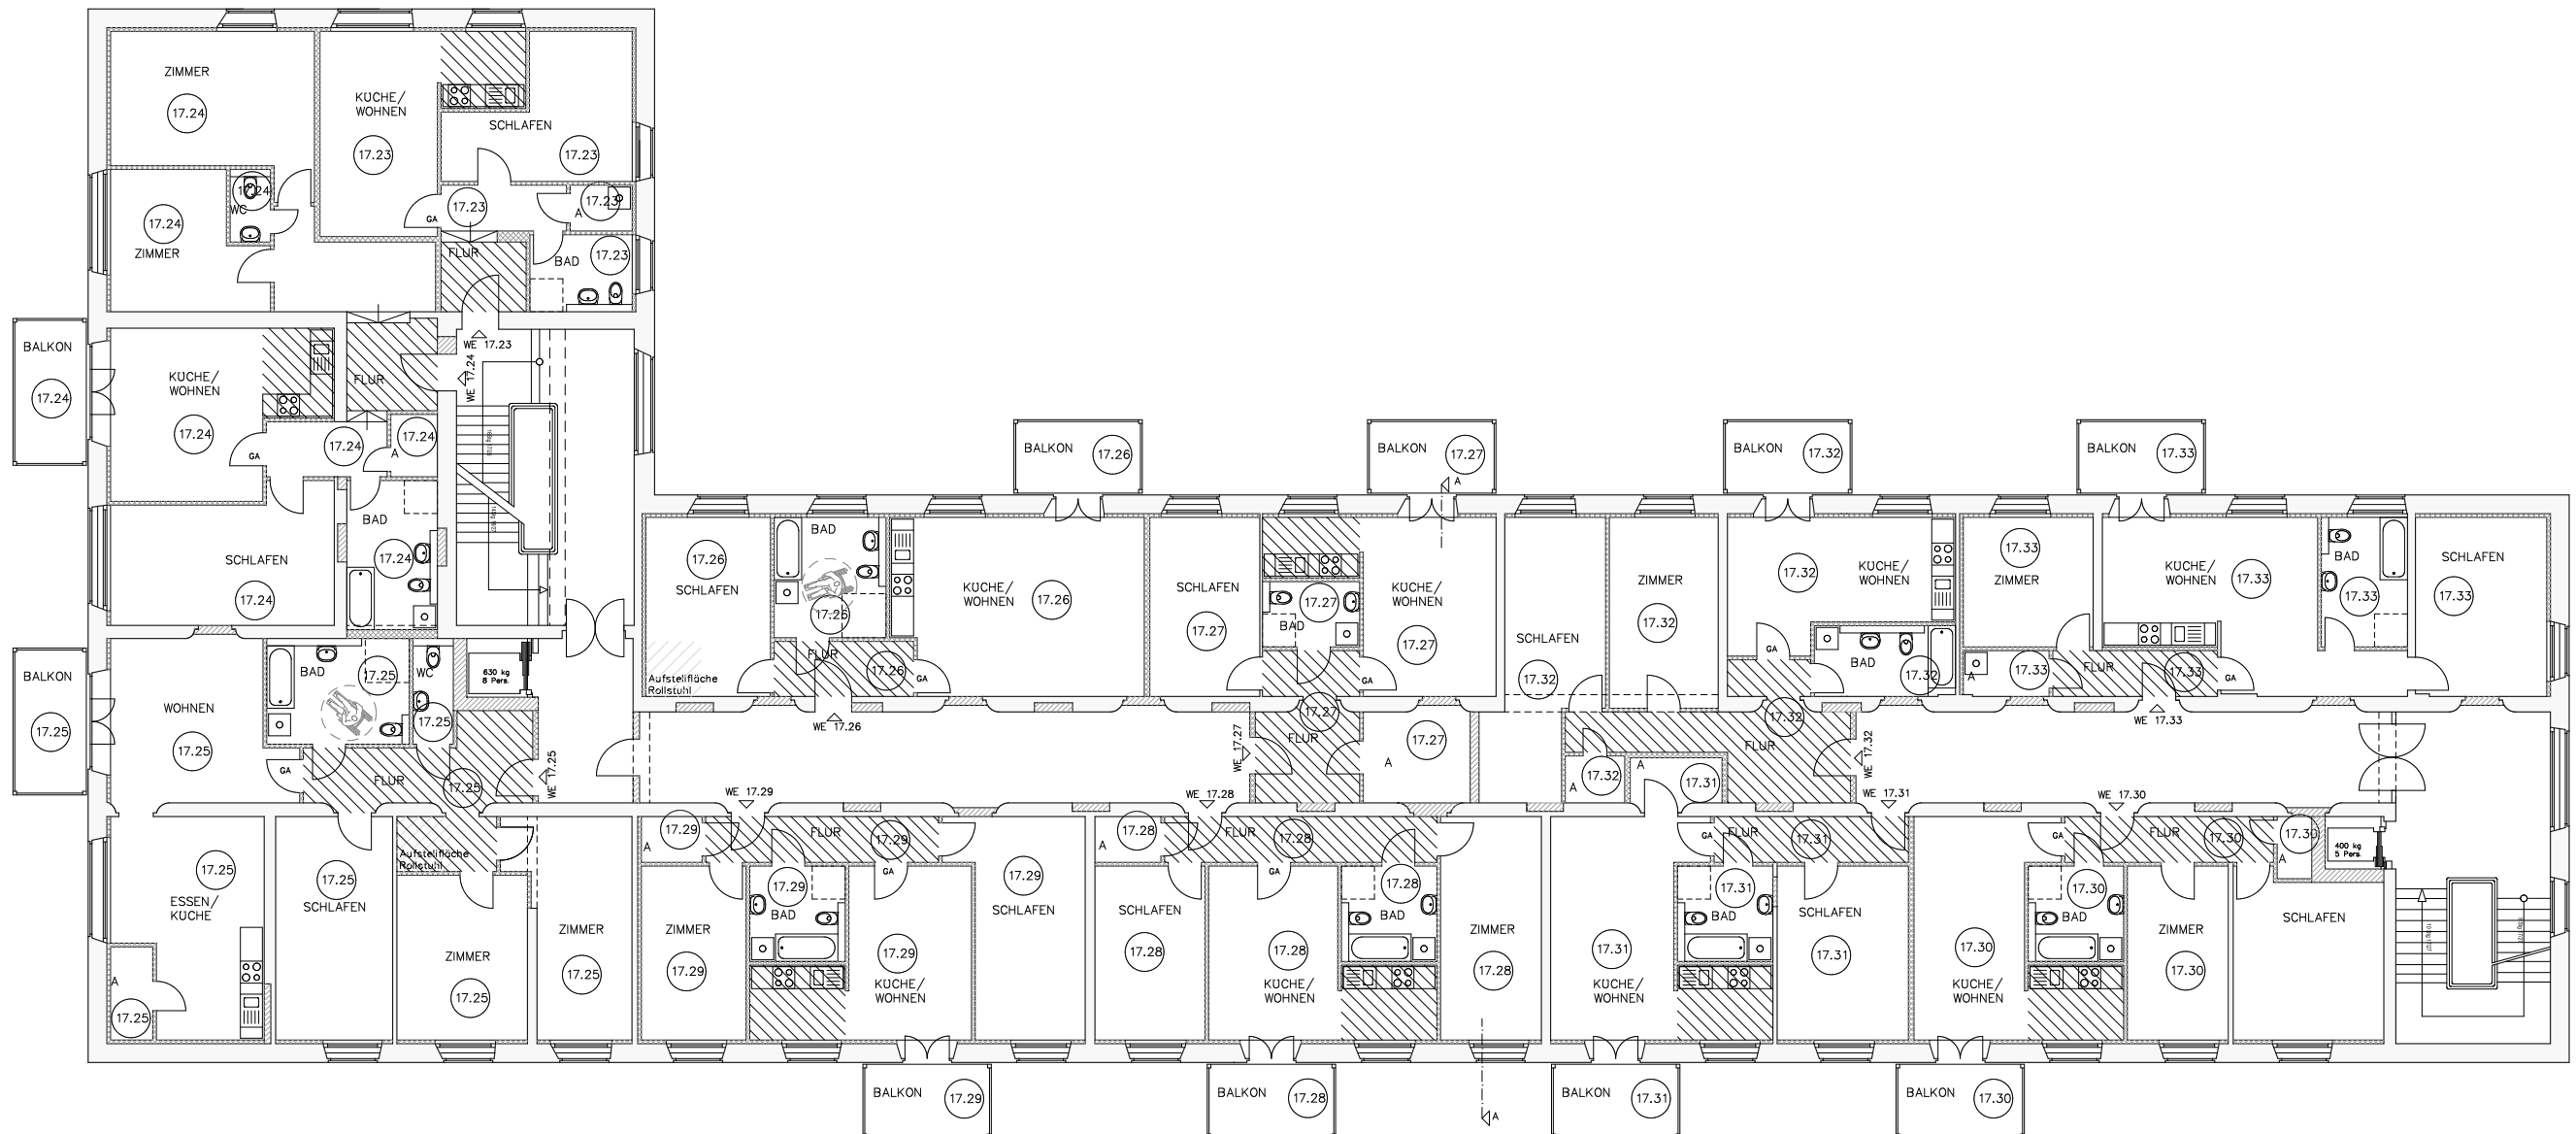 ZIMMER
17.24
KÜCHE/
WOHNEN
17.23
SCHLAFEN
17.23
17.24
WC
17.24
ZIMMER
17.23
GA
17.23
A
FLUR
BAD
17.23
WE 17.23
WE 17.24
BALKON
17.24
KÜCHE/
WOHNEN
17.24
FLUR
GA
17.24
17.24
A
BAD
17.24
SCHLAFEN
17.24
BALKON
17.26
BALKON
17.27
A
BALKON
17.32
BALKON
17.33
17.26
SCHLAFEN
Aufstellfläche
Rollstuhl
BAD
17.26
FLUR
17.26
GA
KÜCHE/
WOHNEN
17.26
WE 17.26
SCHLAFEN
17.27
17.27
BAD
KÜCHE/
WOHNEN
17.27
GA
17.27
FLUR
WE 17.27
17.27
A
SCHLAFEN
17.32
ZIMMER
17.32
17.32
KÜCHE/
WOHNEN
GA
BAD
17.32
17.32
FLUR
WE 17.32
17.32
A
A
17.31
17.33
ZIMMER
17.33
FLUR
17.33
GA
WE 17.33
KÜCHE/
WOHNEN
17.33
BAD
17.33
SCHLAFEN
17.33
BALKON
17.25
WOHNEN
17.25
BAD
17.25
WC
17.25
630 kg
8 Pers.
GA
FLUR
17.25
WE 17.25
17.25
ESSEN/
KÜCHE
A
17.25
17.25
SCHLAFEN
Aufstellfläche
Rollstuhl
ZIMMER
17.25
ZIMMER
17.25
WE 17.29
17.29
A
FLUR
17.29
ZIMMER
17.29
17.29
BAD
GA
17.29
KÜCHE/
WOHNEN
17.29
SCHLAFEN
WE 17.28
17.28
A
FLUR
17.28
SCHLAFEN
17.28
GA
17.28
KÜCHE/
WOHNEN
17.28
BAD
ZIMMER
17.28
WE 17.31
GA
FLUR
17.31
17.31
KÜCHE/
WOHNEN
17.31
BAD
SCHLAFEN
17.31
WE 17.30
GA
FLUR
17.30
17.30
A
400 kg
5 Pers.
17.30
KÜCHE/
WOHNEN
17.30
BAD
ZIMMER
17.30
SCHLAFEN
BALKON
17.29
BALKON
17.28
A
BALKON
17.31
BALKON
17.30